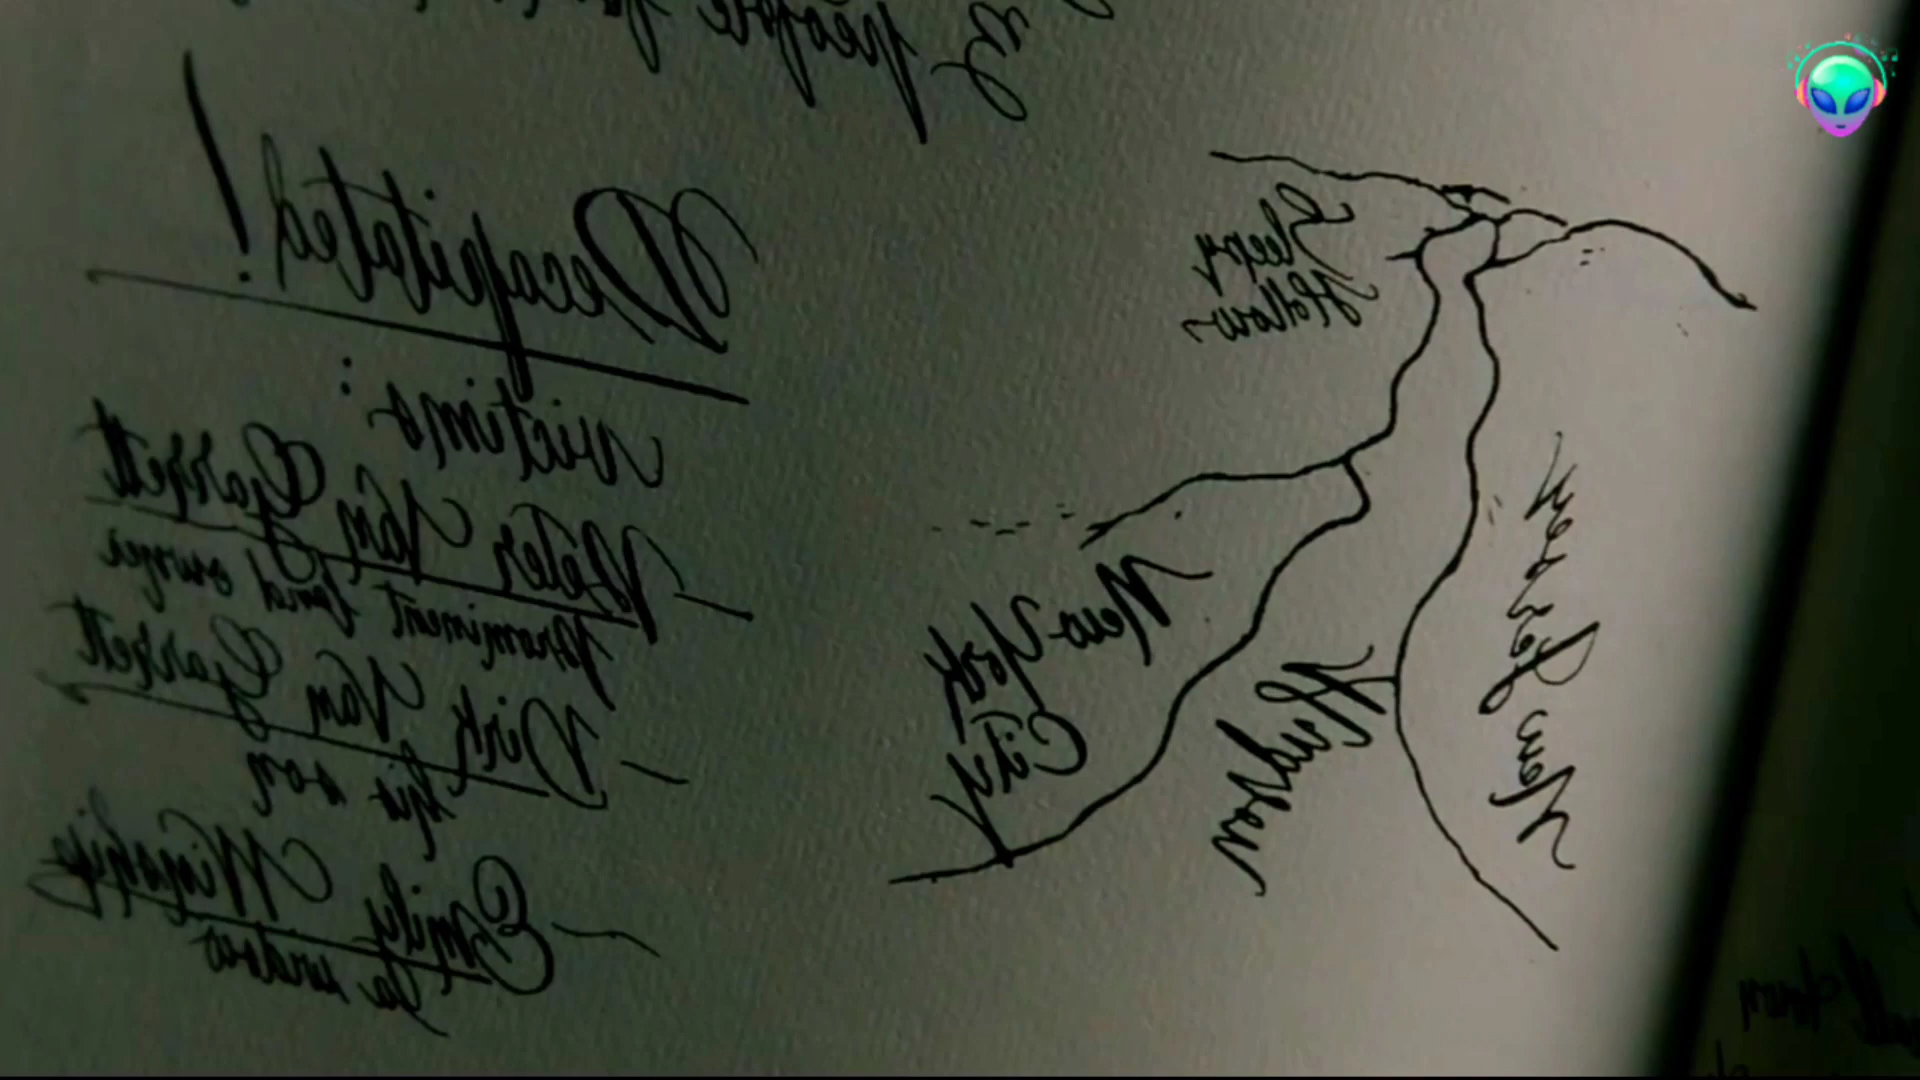 people
Decapitated!
victims:
— Peter Van Garrett
Prominent land owner
— Dirk Van Garrett
his son
— Emily Winship
a widow
Sleepy
Hollow
New York
City
Hudson
New Jersey